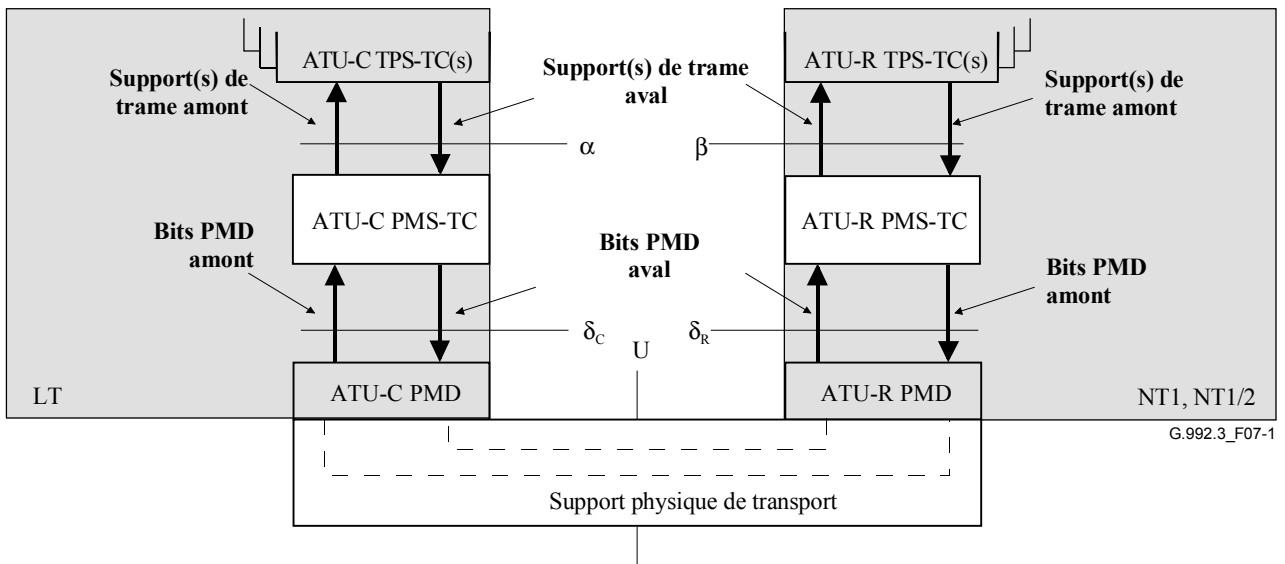 ATU-C TPS-TC(s)
ATU-R TPS-TC(s)
Support(s) de
trame amont
Support(s) de trame
aval
Support(s) de
trame amont
α
β
ATU-C PMS-TC
ATU-R PMS-TC
Bits PMD
amont
Bits PMD
aval
Bits PMD
amont
δC
δR
U
LT
ATU-C PMD
ATU-R PMD
NT1, NT1/2
G.992.3_F07-1
Support physique de transport